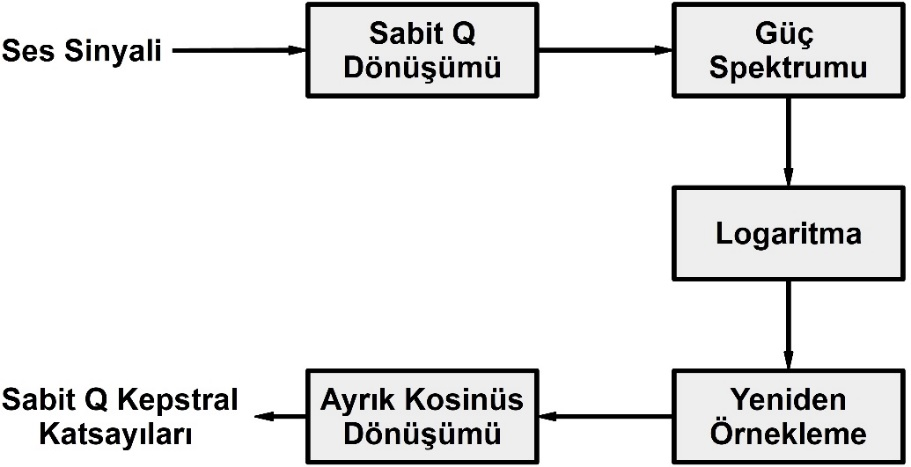 Ses Sinyali
Sabit Q
Dönüşümü
Güç
Spektrumu
Logaritma
Yeniden
Örnekleme
Ayrık Kosinüs
Dönüşümü
Sabit Q Kepstral
Katsayıları